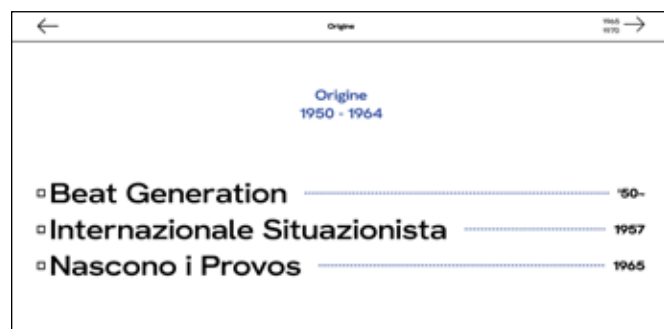 ← Origine 1965 →
1970
Origine
1950 - 1964
Beat Generation '50–
Internazionale Situazionista 1957
Nascono i Provos 1965